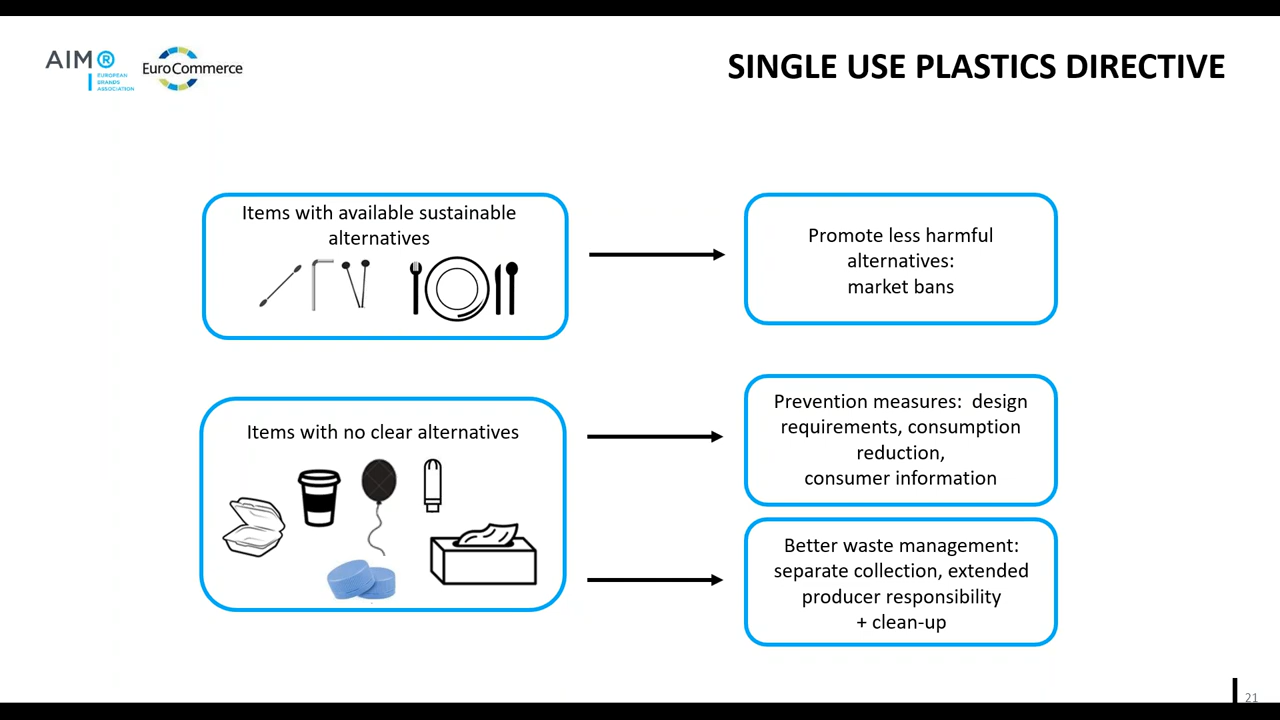 AIM®
EUROPEAN
BRANDS
ASSOCIATION
EuroCommerce
SINGLE USE PLASTICS DIRECTIVE
Items with available sustainable
alternatives
Promote less harmful
alternatives:
market bans
Items with no clear alternatives
Prevention measures:  design
requirements, consumption
reduction,
consumer information
Better waste management:
separate collection, extended
producer responsibility
+ clean-up
21